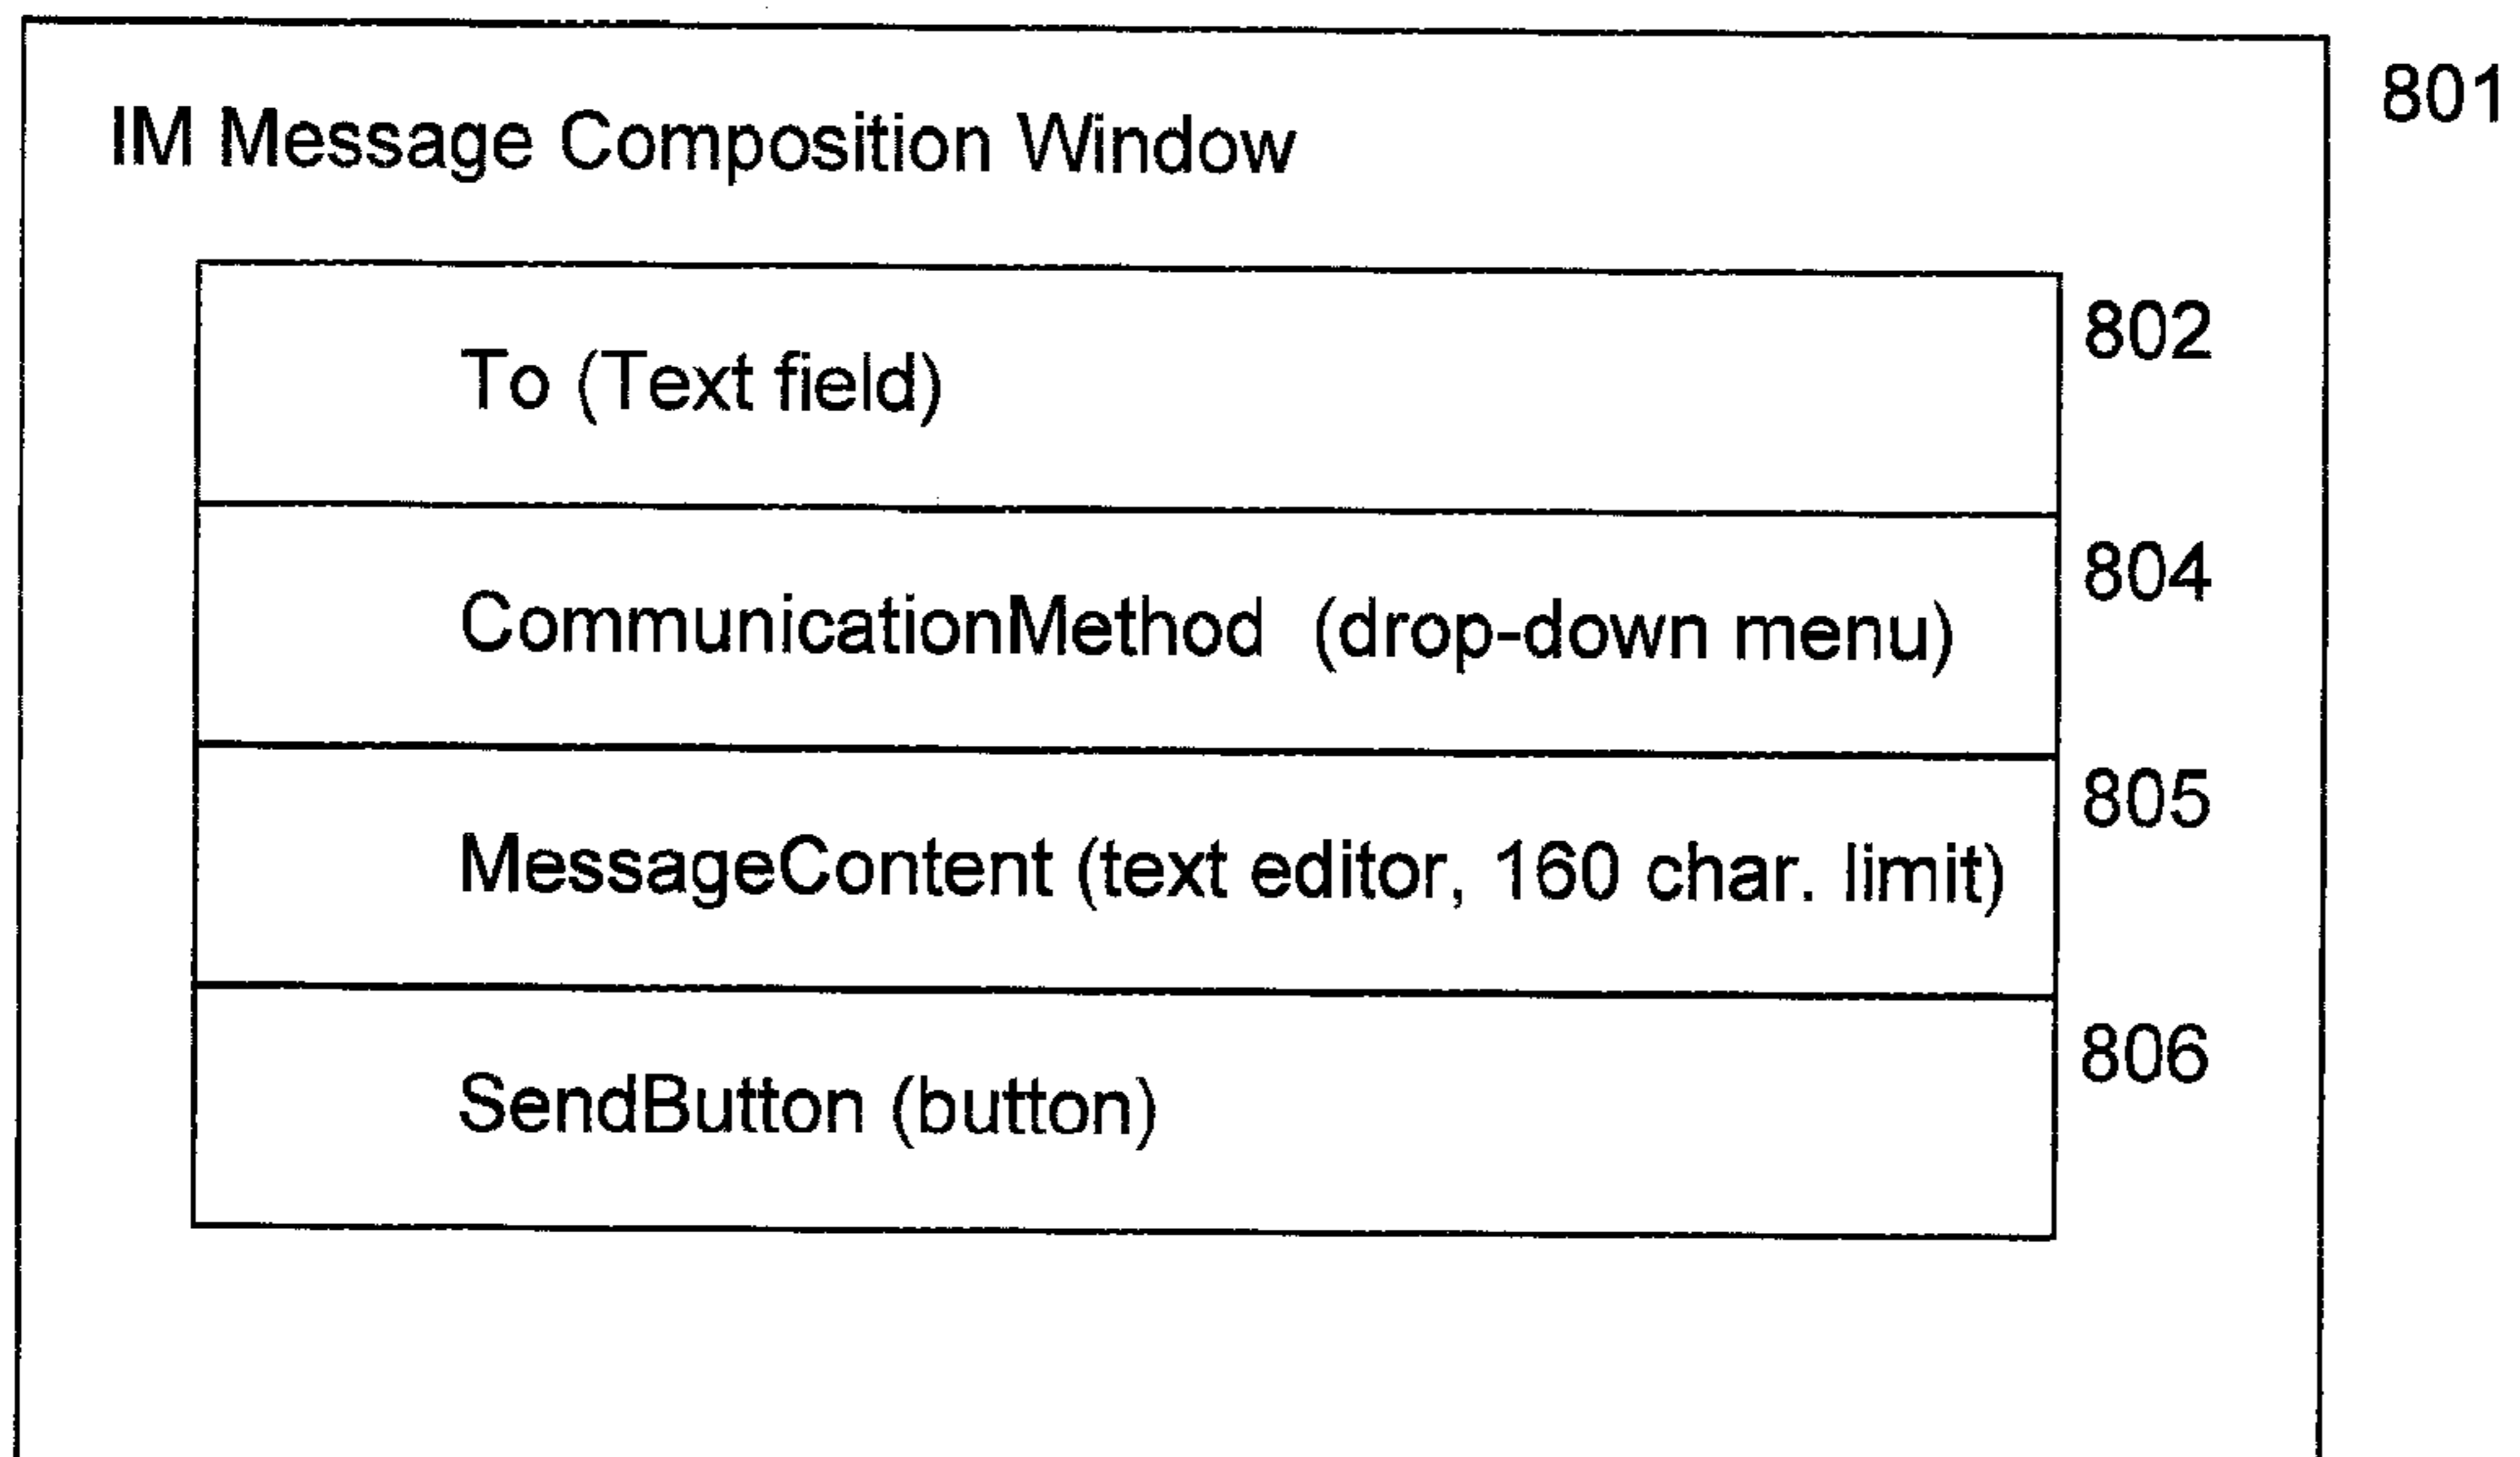 801
IM Message Composition Window
802
To (Text field)
804
CommunicationMethod (drop-down menu)
805
MessageContent (text editor, 160 char. limit)
806
SendButton (button)